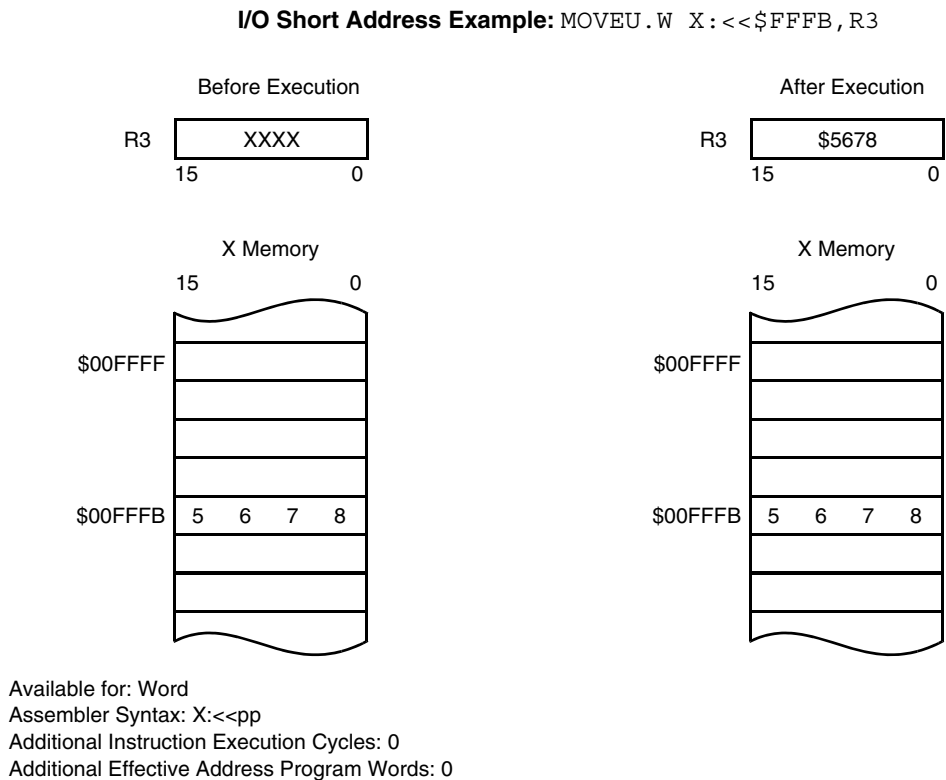 I/O Short Address Example: MOVEU.W X:<<$FFFB,R3
Before Execution
After Execution
R3 XXXX
R3 $5678
15 0
15 0
X Memory
X Memory
15 0
15 0
$00FFFF
$00FFFF
$00FFFB 5 6 7 8
$00FFFB 5 6 7 8
Available for: Word
Assembler Syntax: X:<<pp
Additional Instruction Execution Cycles: 0
Additional Effective Address Program Words: 0